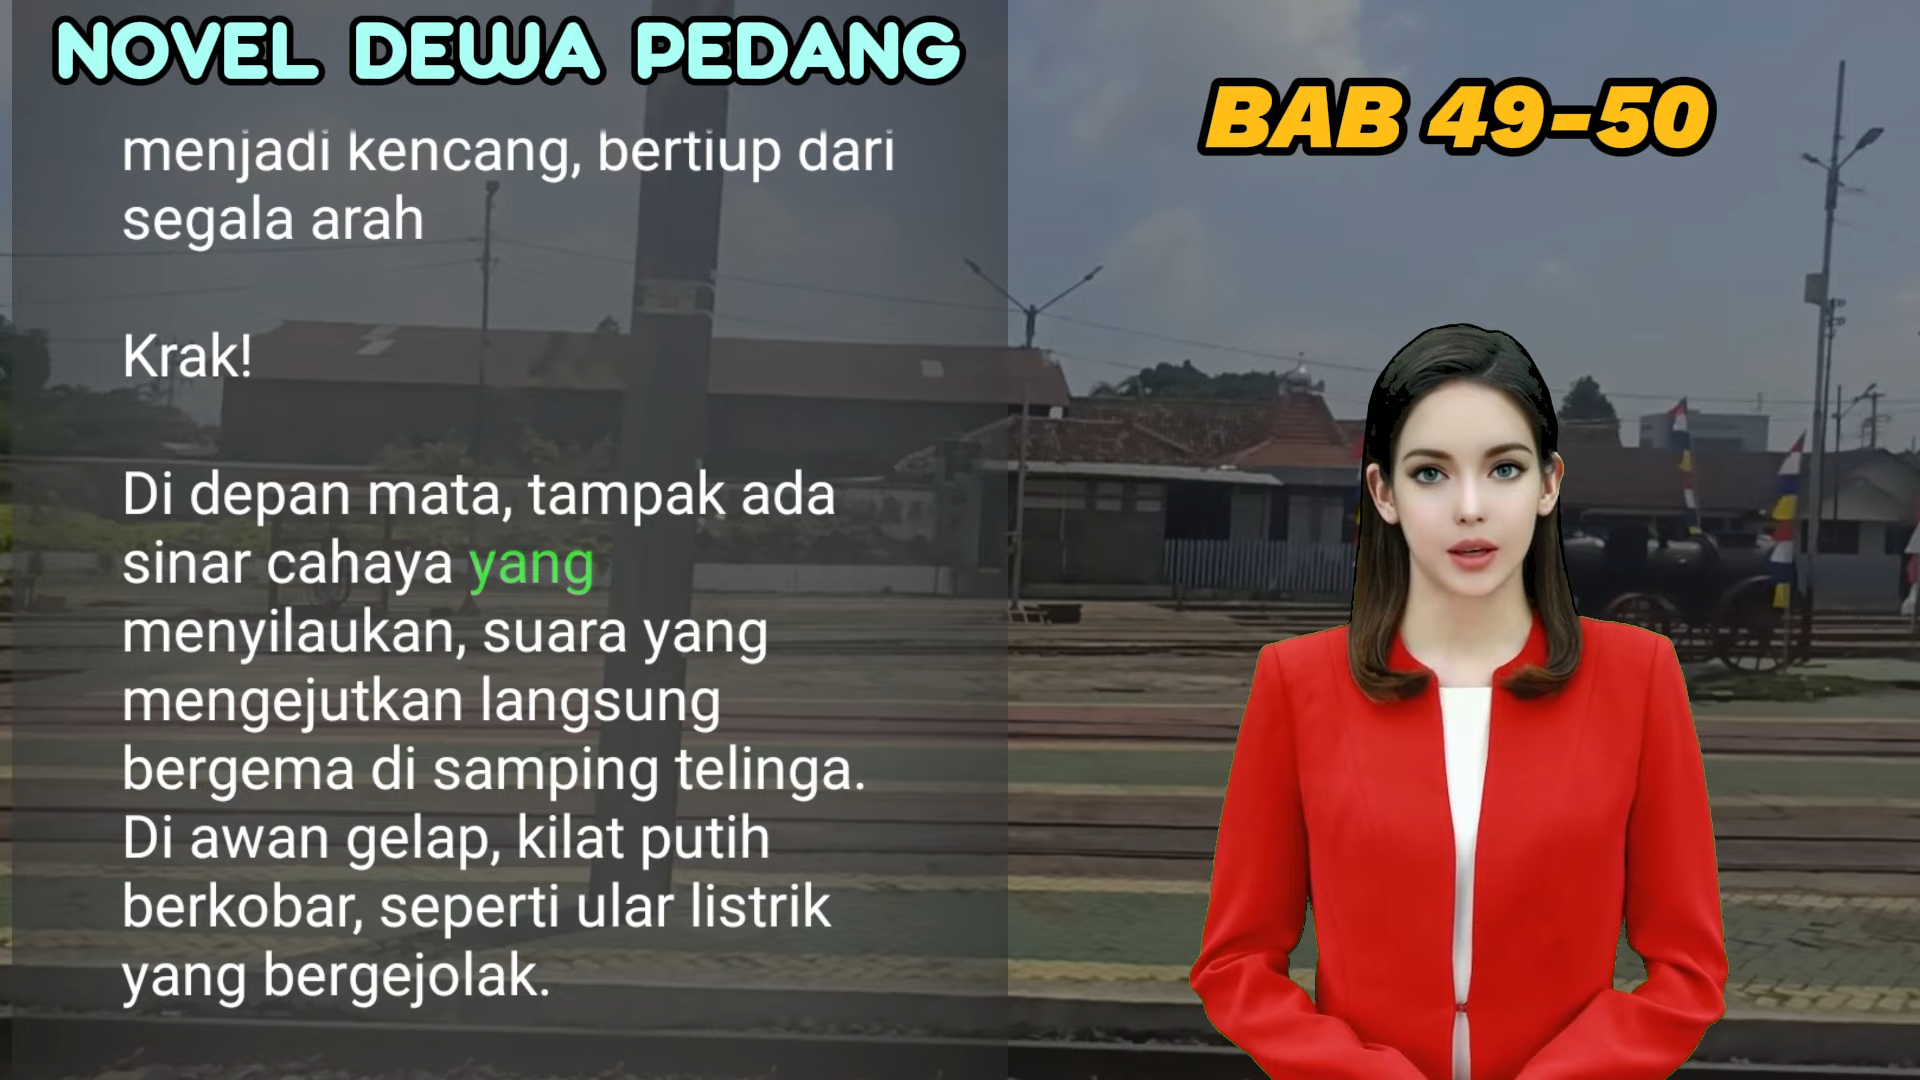 NOVEL DEWA PEDANG
BAB 49-50
menjadi kencang, bertiup dari
segala arah
Krak!
Di depan mata, tampak ada
sinar cahaya yang
menyilaukan, suara yang
mengejutkan langsung
bergema di samping telinga.
Di awan gelap, kilat putih
berkobar, seperti ular listrik
yang bergejolak.